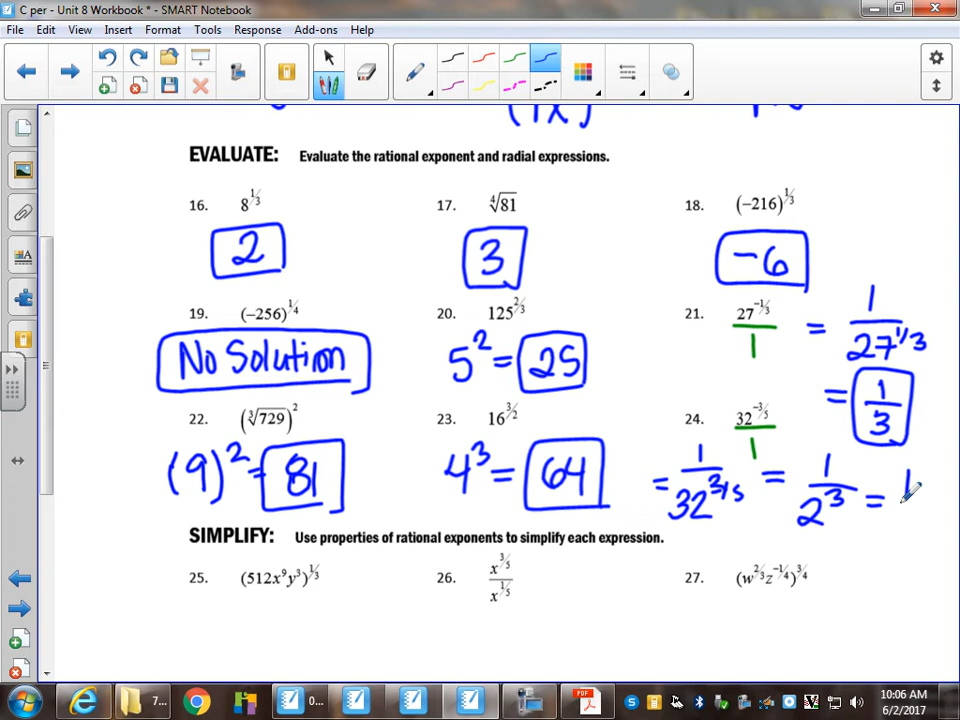 C per - Unit 8 Workbook * - SMART Notebook
File Edit View Insert Format Tools Response Add-ons Help
EVALUATE: Evaluate the rational exponent and radial expressions.
16. 8^(1/3) 17. ∜81 18. (−216)^(1/3)
2 3 −6
19. (−256)^(1/4) 20. 125^(2/3) 21. 27^(−1/3) / 1 = 1 / 27^(1/3)
No Solution 5² = 25 = 1/3
22. (∛729)² 23. 16^(3/2) 24. 32^(−3/5) / 1
(9)² = 81 4³ = 64 = 1 / 32^(3/5) = 1 / 2³ = 1
SIMPLIFY: Use properties of rational exponents to simplify each expression.
25. (512x⁹y³)^(1/3) 26. x^(3/5) / x^(1/5) 27. (w^(2/3)z^(−1/4))^(3/4)
7... 0... PDF
10:06 AM
6/2/2017